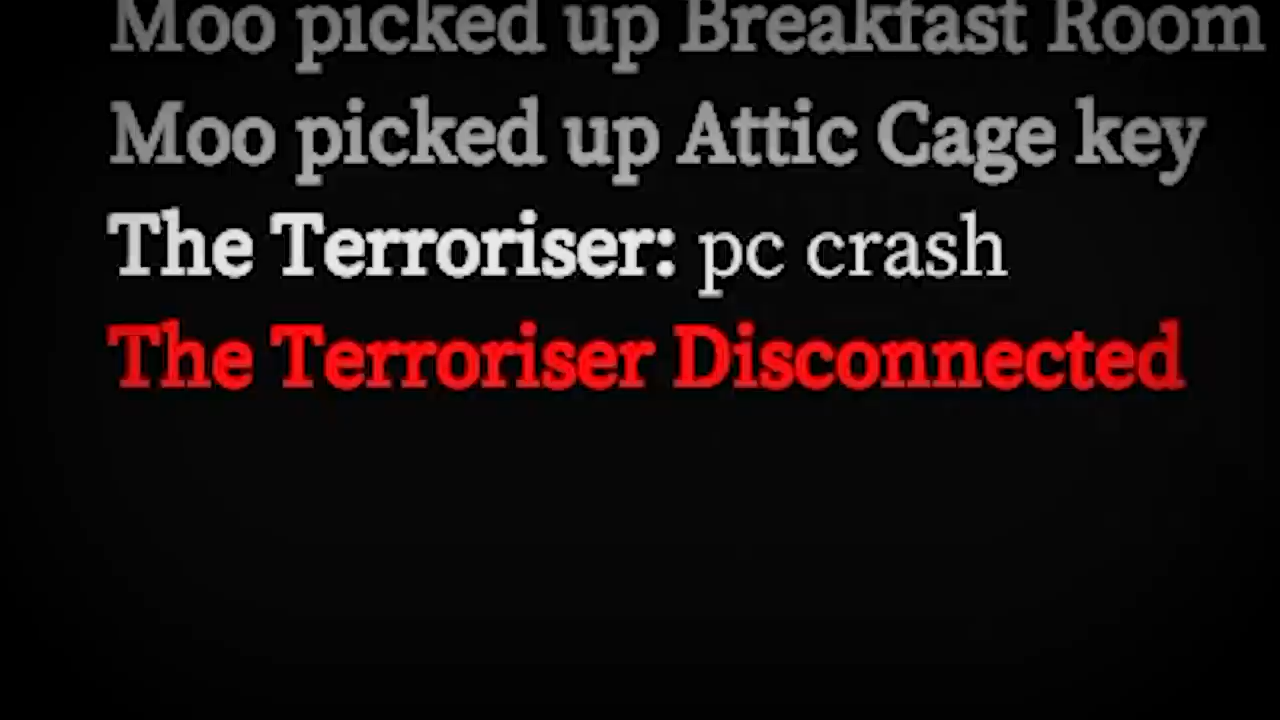 Moo picked up Breakfast Room
Moo picked up Attic Cage key
The Terroriser: pc crash
The Terroriser Disconnected